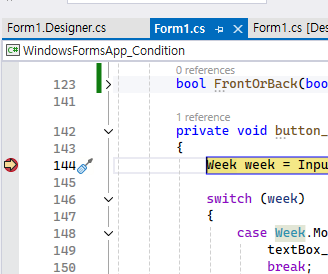 Form1.Designer.cs Form1.cs Form1.cs [Des
C# WindowsFormsApp_Condition
0 references
123 bool FrontOrBack(boo
141
1 reference
142 private void button_
143 {
144 Week week = Inpu
145
146 switch (week)
147 {
148 case Week.Mo
149 textBox_
150 break;